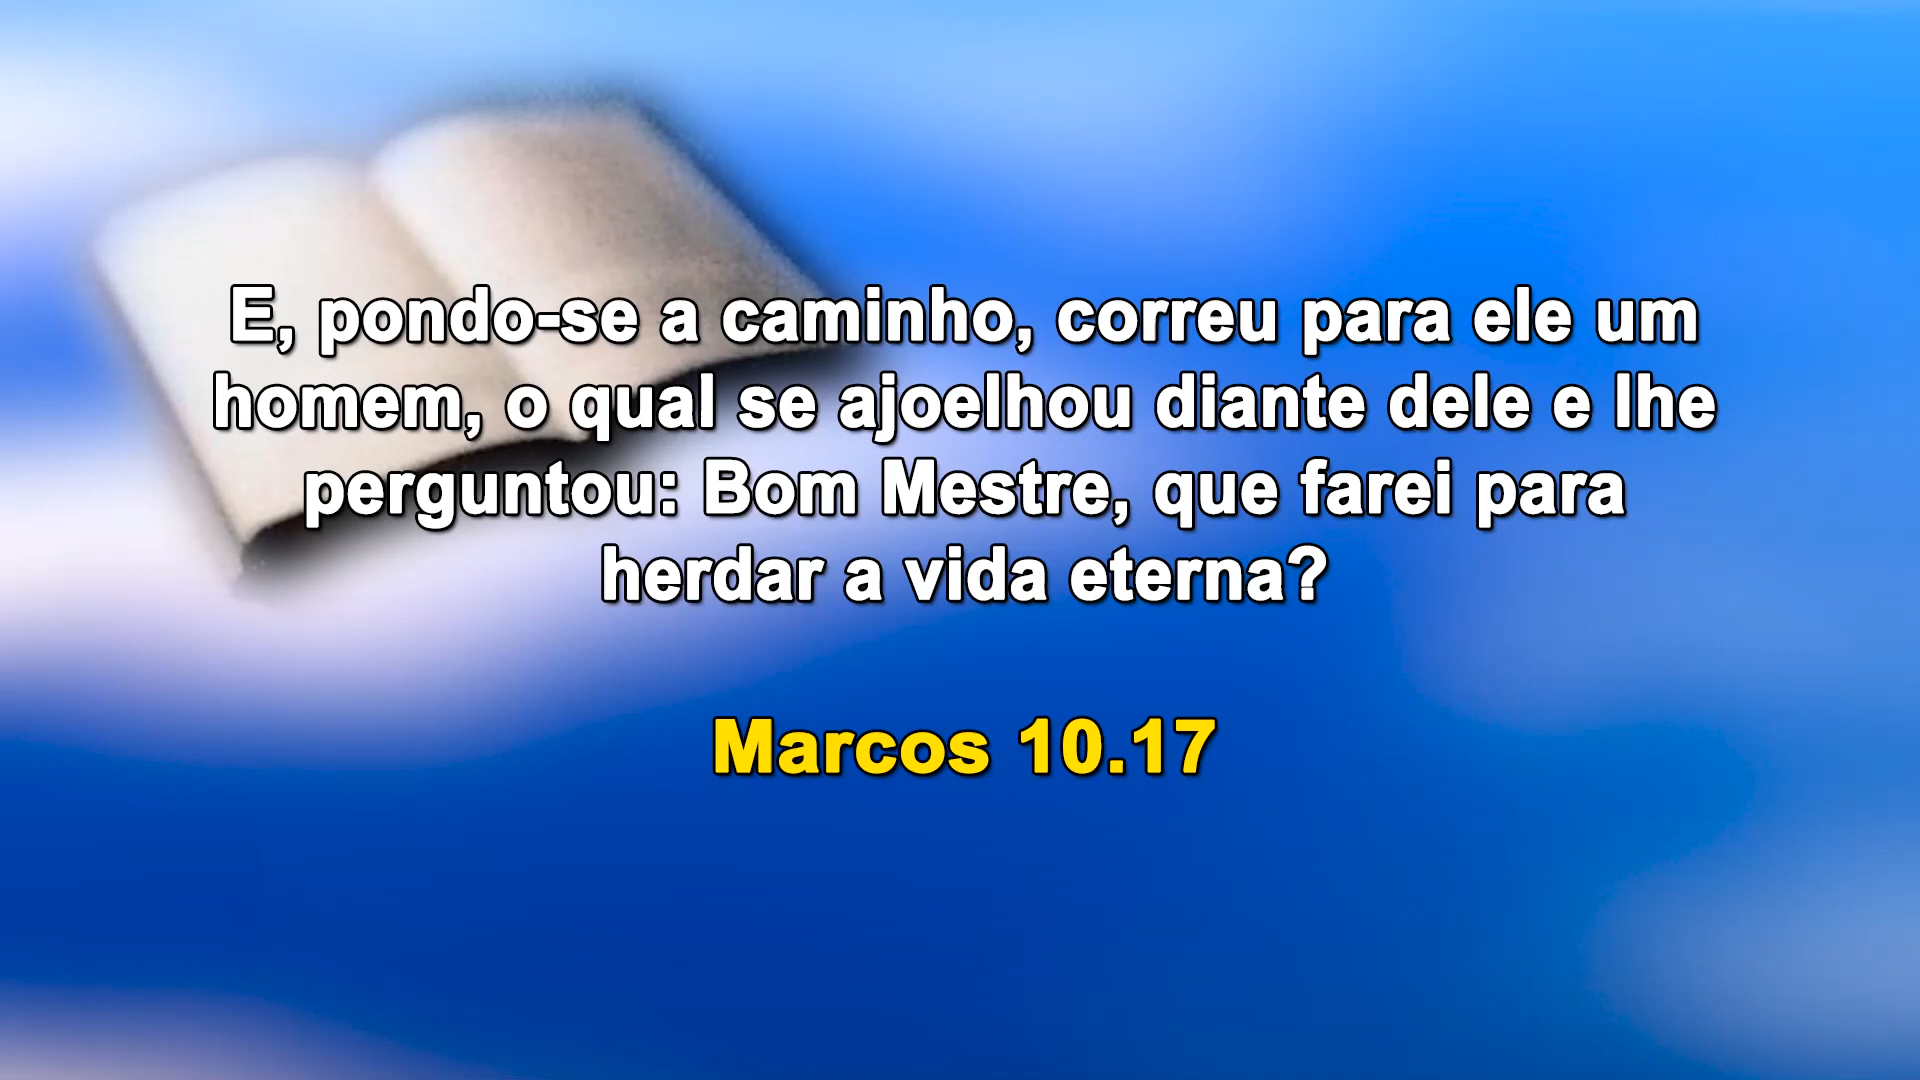 E, pondo-se a caminho, correu para ele um
homem, o qual se ajoelhou diante dele e lhe
perguntou: Bom Mestre, que farei para
herdar a vida eterna?
Marcos 10.17